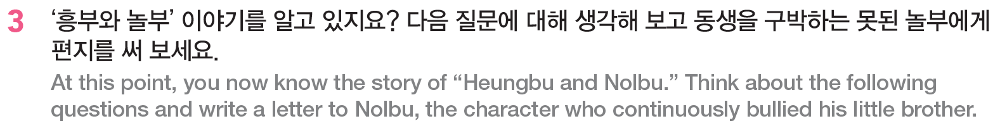 3 ‘흥부와 놀부’ 이야기를 알고 있지요? 다음 질문에 대해 생각해 보고 동생을 구박하는 못된 놀부에게
편지를 써 보세요.
At this point, you now know the story of “Heungbu and Nolbu.” Think about the following
questions and write a letter to Nolbu, the character who continuously bullied his little brother.